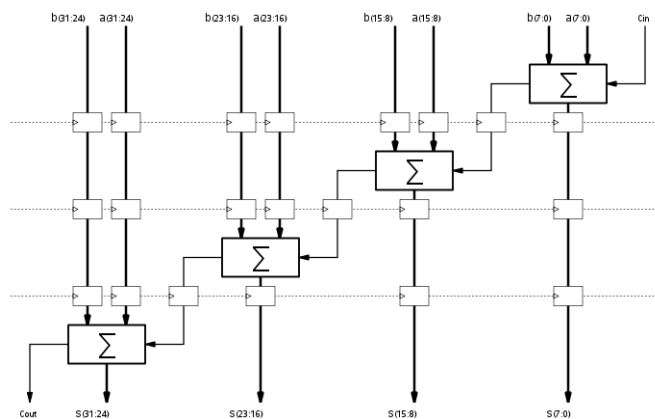 b(31:24) a(31:24) b(23:16) a(23:16) b(15:8) a(15:8) b(7:0) a(7:0) Cin
Σ
Σ
Σ
Σ
Cout S(31:24) S(23:16) S(15:8) S(7:0)